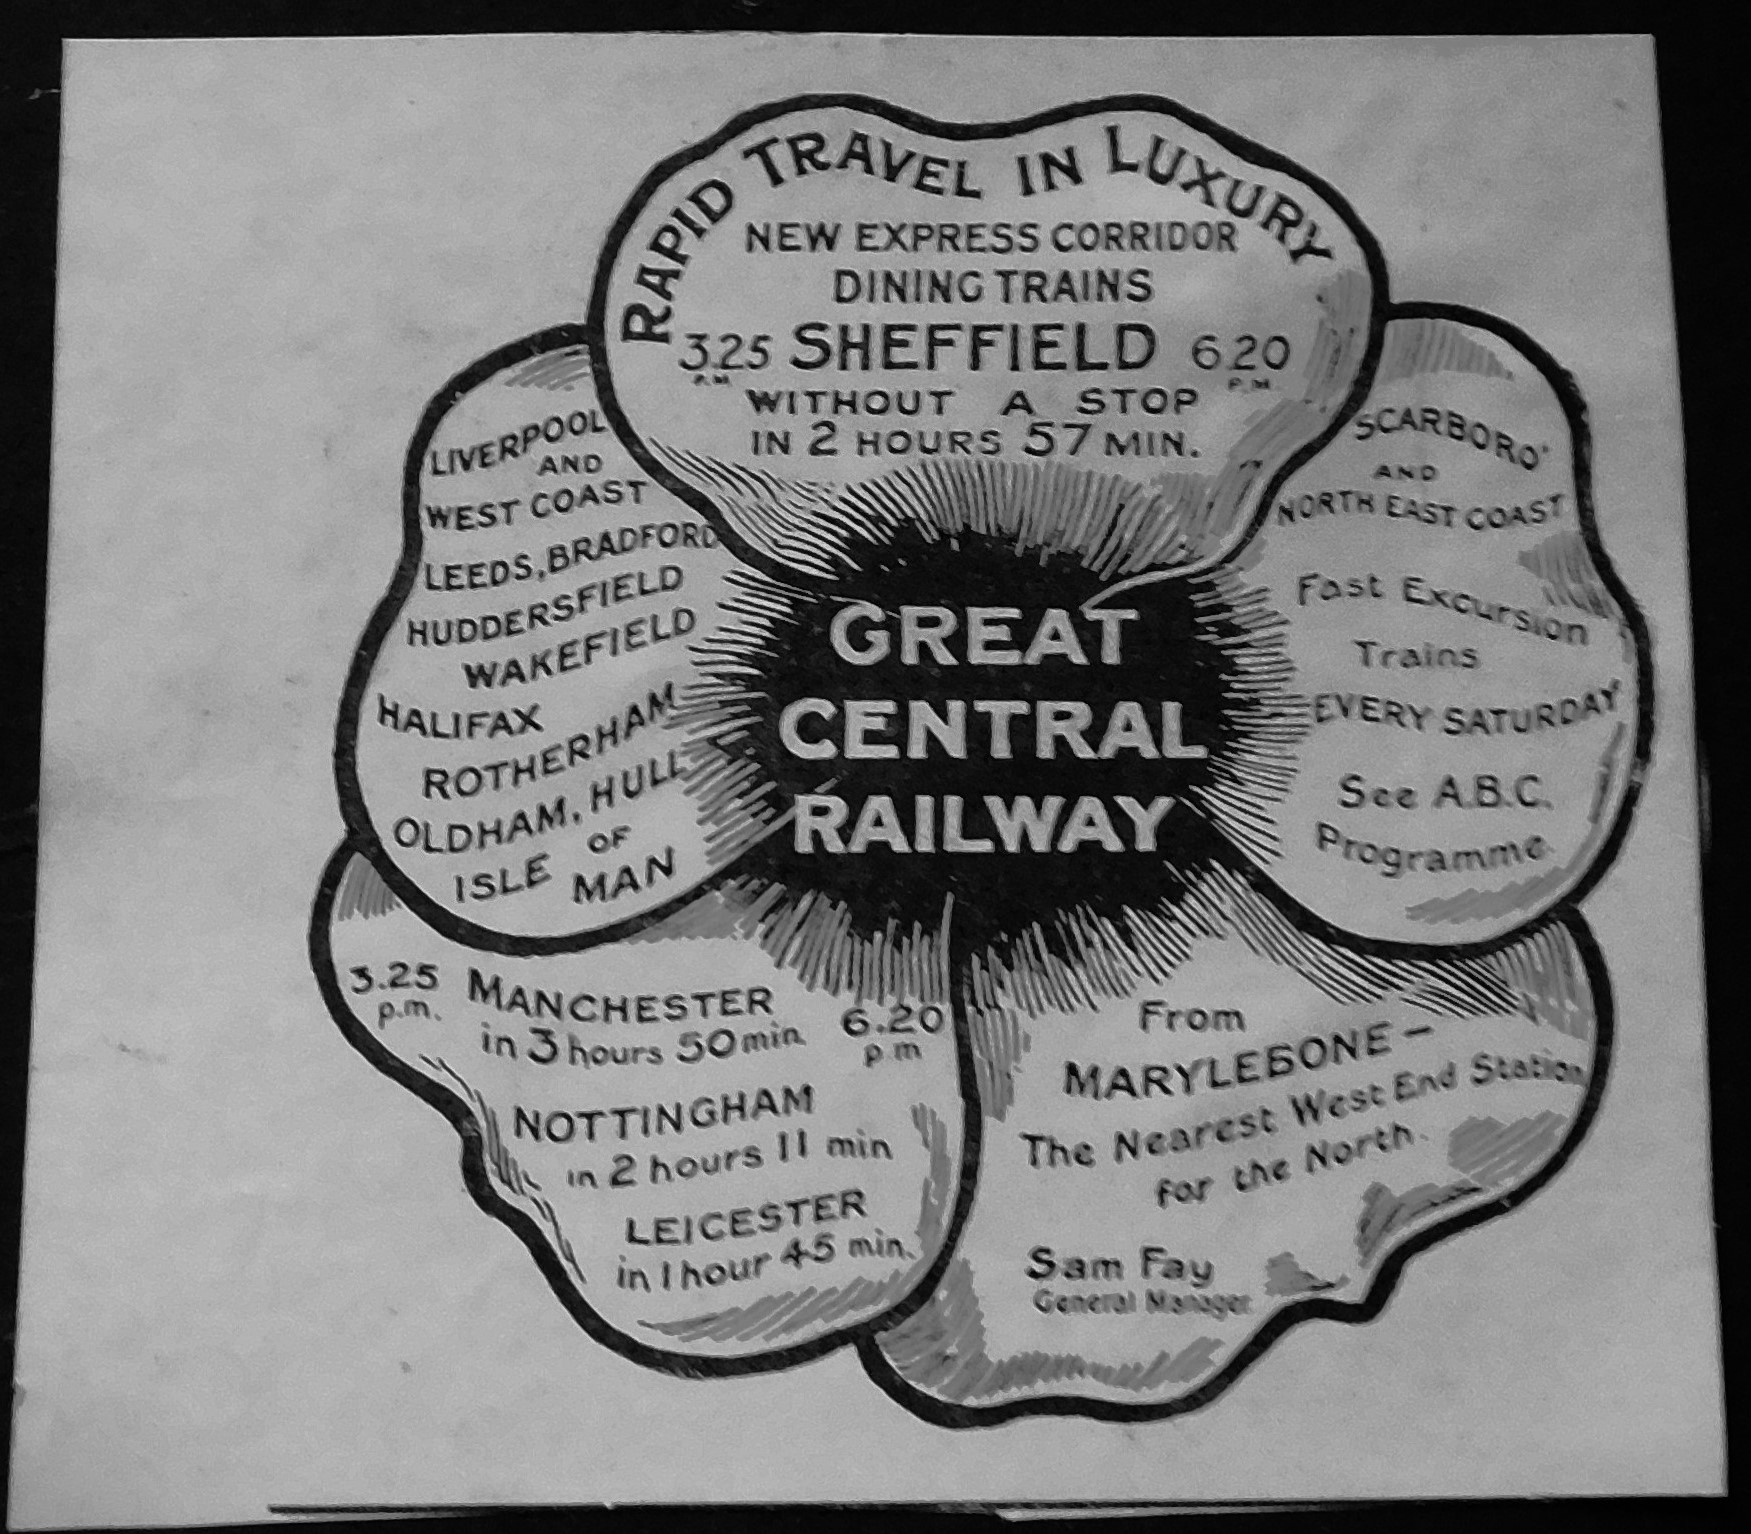 RAPID TRAVEL IN LUXURY
NEW EXPRESS CORRIDOR
DINING TRAINS
3.25 P.M. SHEFFIELD 6.20 P.M.
WITHOUT A STOP
IN 2 HOURS 57 MIN.
LIVERPOOL
AND
WEST COAST
LEEDS, BRADFORD
HUDDERSFIELD
WAKEFIELD
HALIFAX
ROTHERHAM
OLDHAM, HULL
ISLE OF MAN
GREAT
CENTRAL
RAILWAY
SCARBORO'
AND
NORTH EAST COAST
Fast Excursion
Trains
EVERY SATURDAY
See A.B.C.
Programme.
3.25 p.m. MANCHESTER 6.20 p.m
in 3 hours 50 min.
NOTTINGHAM
in 2 hours 11 min
LEICESTER
in 1 hour 45 min.
From
MARYLEBONE –
The Nearest West End Station
for the North.
Sam Fay
General Manager